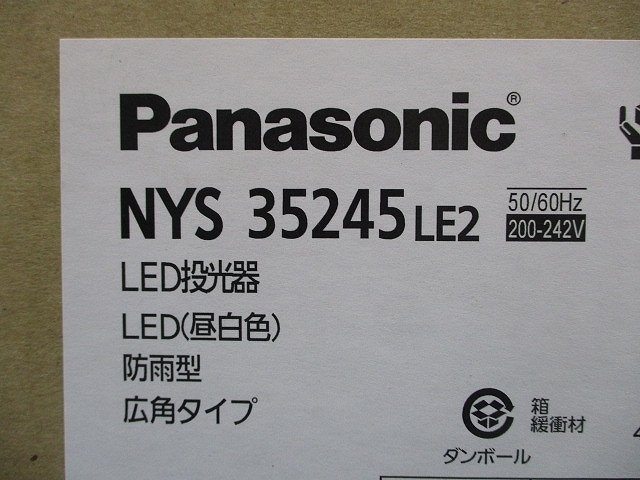 Panasonic®
NYS 35245 LE2
50/60Hz
200-242V
LED投光器
LED(昼白色)
防雨型
広角タイプ
箱
緩衝材
ダンボール